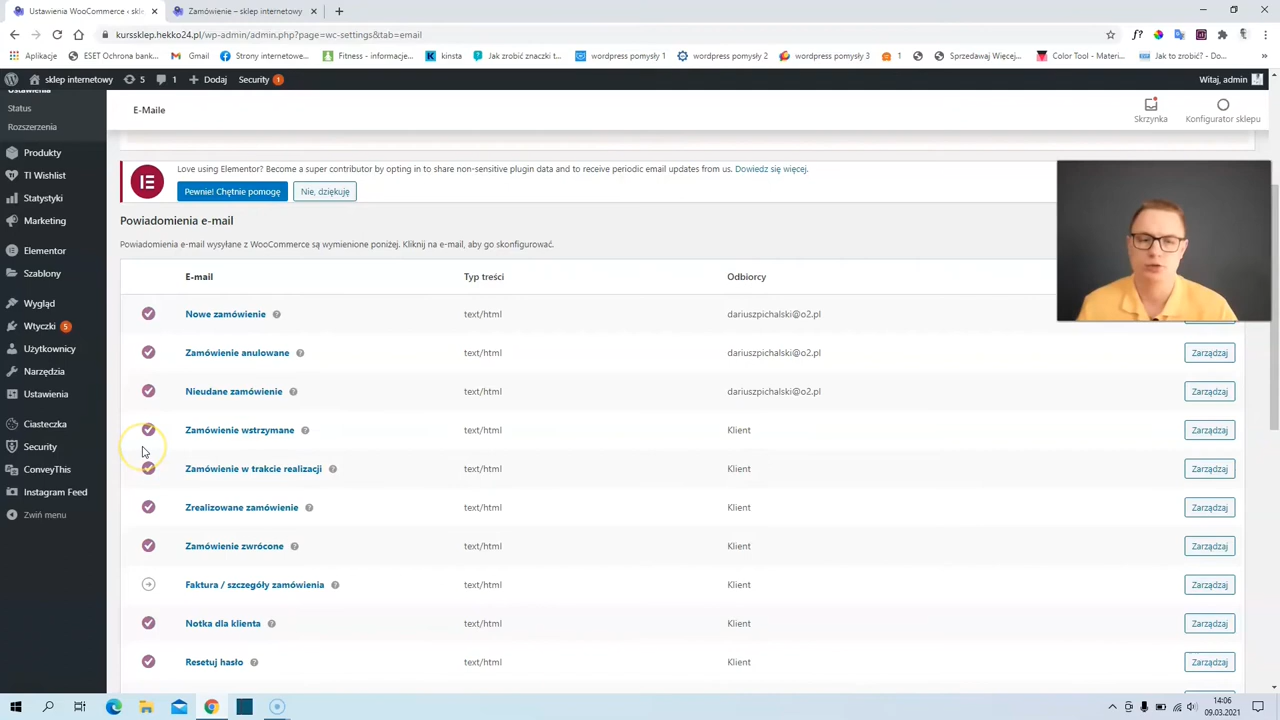 Ustawienia WooCommerce ‹ skle
Zamówienie – sklep internetowy
kurssklep.hekko24.pl/wp-admin/admin.php?page=wc-settings&tab=email
Aplikacje
ESET Ochrona bank...
Gmail
Strony internetowe...
Fitness - informacje...
kinsta
Jak zrobić znaczki t...
wordpress pomysły 1
wordpress pomysły 2
wordpress pomysły 3
1
Sprzedawaj Więcej,...
Color Tool - Materi...
Jak to zrobić? - Do...
sklep internetowy
5
1
Dodaj
Security 1
Witaj, admin
Ustawienia
Status
Rozszerzenia
Produkty
TI Wishlist
Statystyki
Marketing
Elementor
Szablony
Wygląd
Wtyczki 5
Użytkownicy
Narzędzia
Ustawienia
Ciasteczka
Security
ConveyThis
Instagram Feed
Zwiń menu
E-Maile
Skrzynka
Konfigurator sklepu
Love using Elementor? Become a super contributor by opting in to share non-sensitive plugin data and to receive periodic email updates from us. Dowiedz się więcej.
Pewnie! Chętnie pomogę
Nie, dziękuję
Powiadomienia e-mail
Powiadomienia e-mail wysyłane z WooCommerce są wymienione poniżej. Kliknij na e-mail, aby go skonfigurować.
E-mail Typ treści Odbiorcy
Nowe zamówienie text/html dariuszpichalski@o2.pl
Zamówienie anulowane text/html dariuszpichalski@o2.pl Zarządzaj
Nieudane zamówienie text/html dariuszpichalski@o2.pl Zarządzaj
Zamówienie wstrzymane text/html Klient Zarządzaj
Zamówienie w trakcie realizacji text/html Klient Zarządzaj
Zrealizowane zamówienie text/html Klient Zarządzaj
Zamówienie zwrócone text/html Klient Zarządzaj
Faktura / szczegóły zamówienia text/html Klient Zarządzaj
Notka dla klienta text/html Klient Zarządzaj
Resetuj hasło text/html Klient Zarządzaj
14:06
09.03.2021